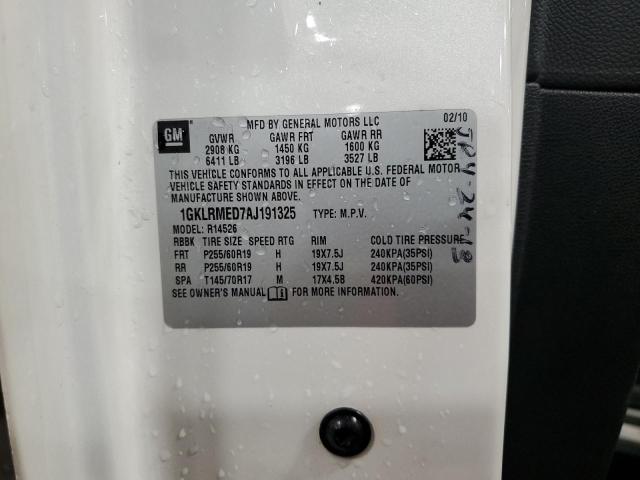 GM
MFD BY GENERAL MOTORS LLC 02/10
GVWR GAWR FRT GAWR RR
2908 KG 1450 KG 1600 KG
6411 LB 3196 LB 3527 LB
THIS VEHICLE CONFORMS TO ALL APPLICABLE U.S. FEDERAL MOTOR
VEHICLE SAFETY STANDARDS IN EFFECT ON THE DATE OF
MANUFACTURE SHOWN ABOVE.
1GKLRMED7AJ191325 TYPE: M.P.V.
MODEL: R14526
RBBK TIRE SIZE SPEED RTG RIM COLD TIRE PRESSURE
FRT P255/60R19 H 19X7.5J 240KPA(35PSI)
RR P255/60R19 H 19X7.5J 240KPA(35PSI)
SPA T145/70R17 M 17X4.5B 420KPA(60PSI)
SEE OWNER'S MANUAL FOR MORE INFORMATION.